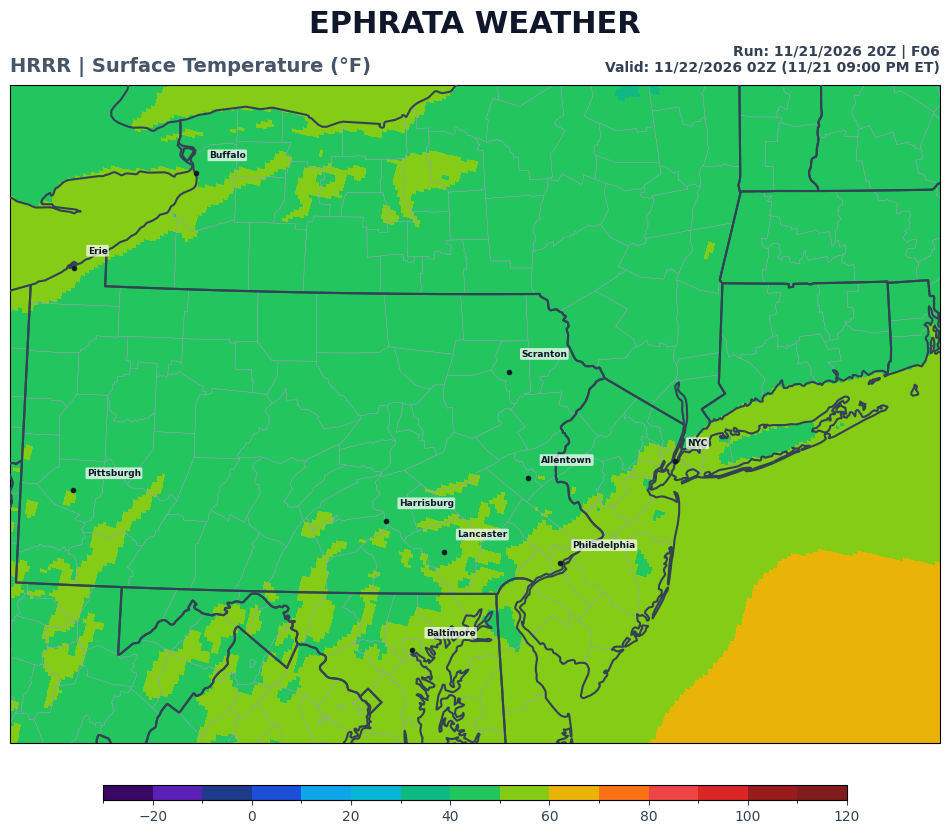 EPHRATA WEATHER
HRRR | Surface Temperature (°F)
Run: 11/21/2026 20Z | F06
Valid: 11/22/2026 02Z (11/21 09:00 PM ET)
Buffalo
Erie
Scranton
NYC
Allentown
Pittsburgh
Harrisburg
Lancaster
Philadelphia
Baltimore
−20 0 20 40 60 80 100 120